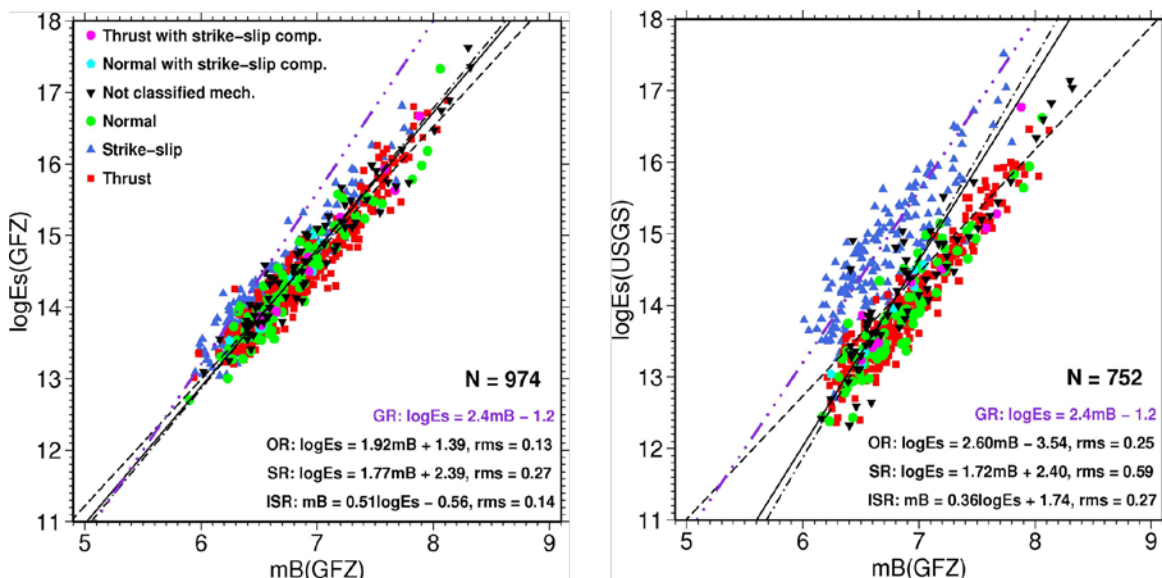 18
17
16
15
14
13
12
11
logEs(GFZ)
Thrust with strike−slip comp.
Normal with strike−slip comp.
Not classified mech.
Normal
Strike−slip
Thrust
N = 974
GR: logEs = 2.4mB − 1.2
OR: logEs = 1.92mB + 1.39, rms = 0.13
SR: logEs = 1.77mB + 2.39, rms = 0.27
ISR: mB = 0.51logEs − 0.56, rms = 0.14
5 6 7 8 9
mB(GFZ)
18
17
16
15
14
13
12
11
logEs(USGS)
N = 752
GR: logEs = 2.4mB − 1.2
OR: logEs = 2.60mB − 3.54, rms = 0.25
SR: logEs = 1.72mB + 2.40, rms = 0.59
ISR: mB = 0.36logEs + 1.74, rms = 0.27
5 6 7 8 9
mB(GFZ)